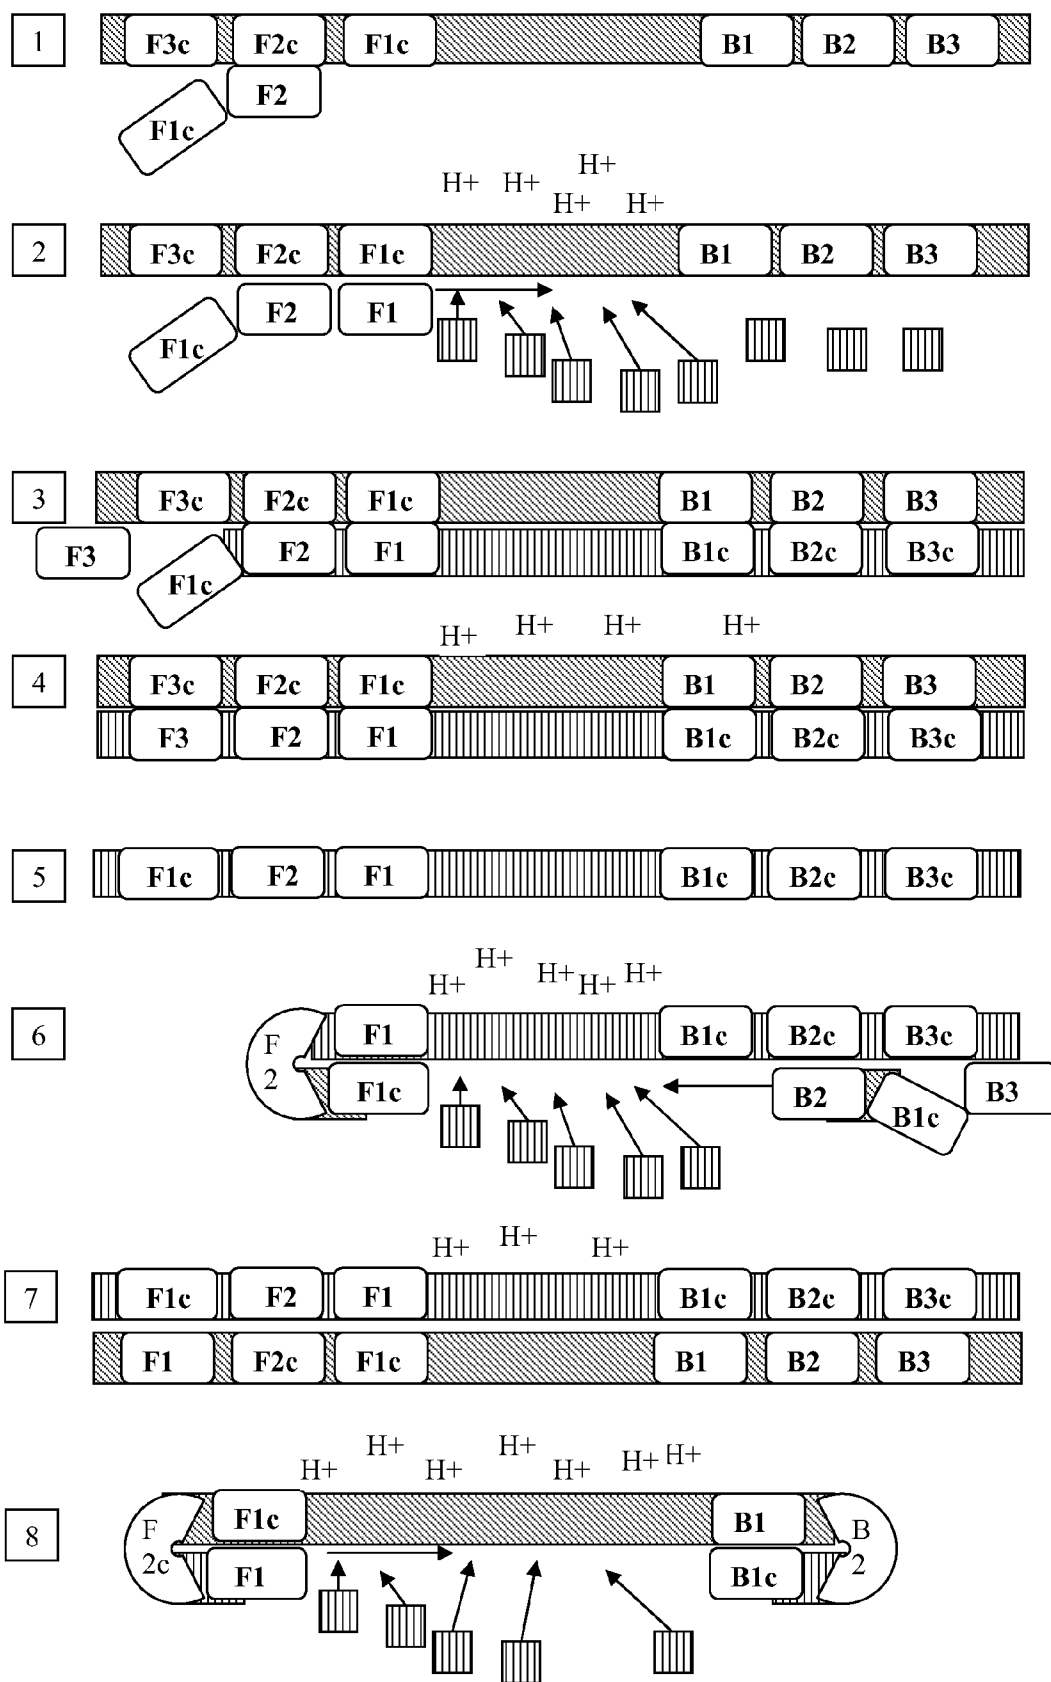 1 F3c F2c F1c B1 B2 B3
F2
F1c
H+ H+ H+ H+ H+
2 F3c F2c F1c B1 B2 B3
F1c F2 F1
3 F3c F2c F1c B1 B2 B3
F3 F1c F2 F1 B1c B2c B3c
H+ H+ H+ H+
4 F3c F2c F1c B1 B2 B3
F3 F2 F1 B1c B2c B3c
5 F1c F2 F1 B1c B2c B3c
H+ H+ H+ H+ H+
6 F 2 F1 B1c B2c B3c
F1c B2 B1c B3
H+ H+ H+
7 F1c F2 F1 B1c B2c B3c
F1 F2c F1c B1 B2 B3
H+ H+ H+ H+ H+ H+ H+
8 F 2c F1c B1 B 2
F1 B1c